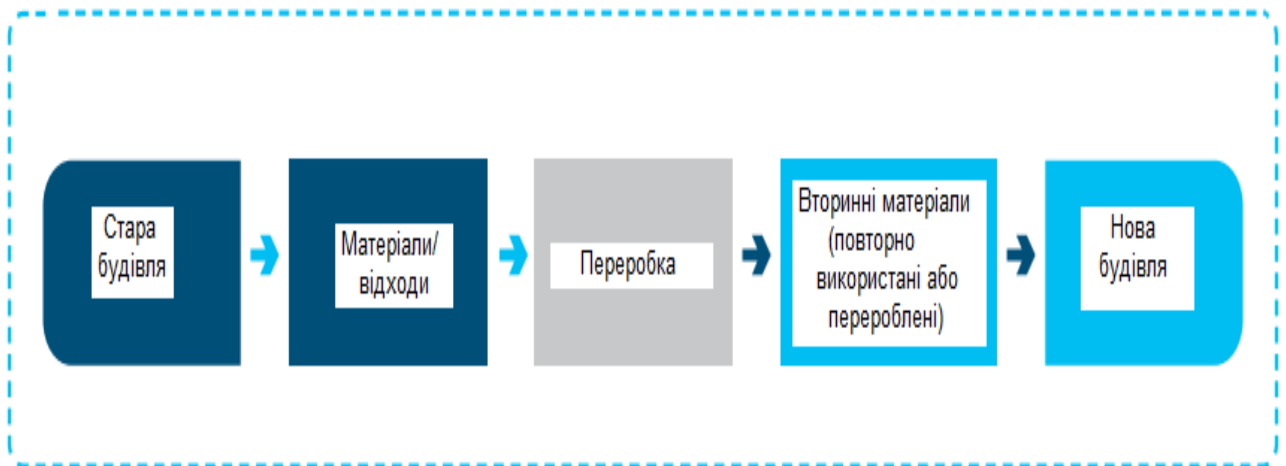 Стара
будівля
Матеріали/
відходи
Переробка
Вторинні матеріали
(повторно
використані або
перероблені)
Нова
будівля